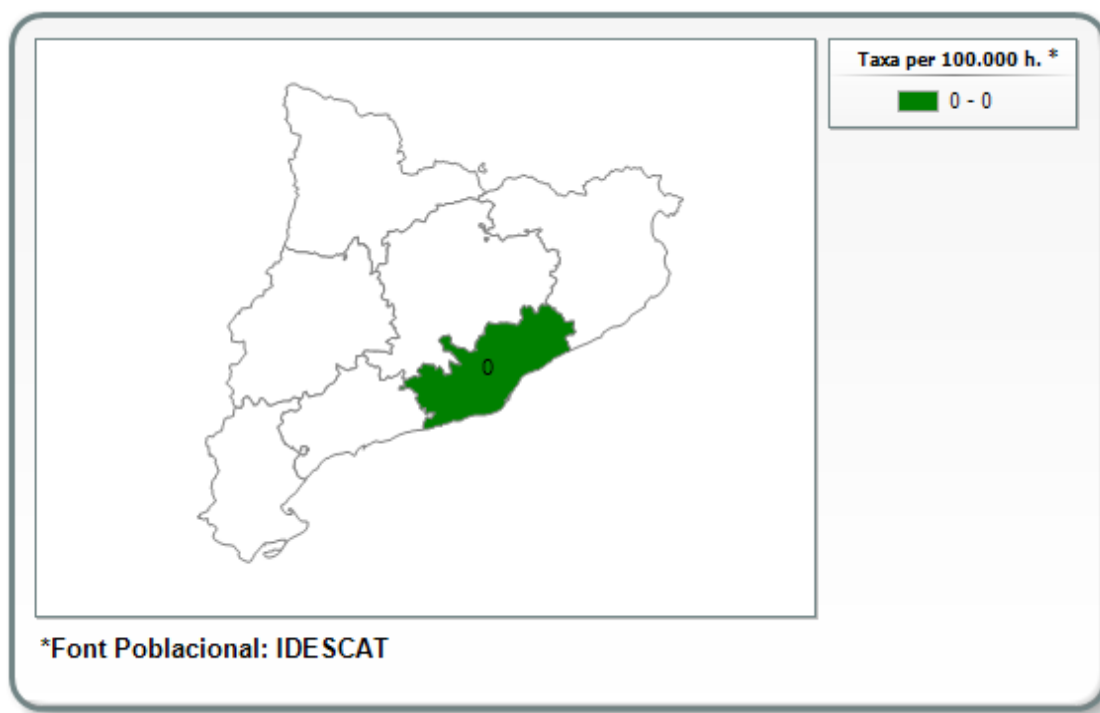 Taxa per 100.000 h. *
0 - 0
0
*Font Poblacional: IDESCAT